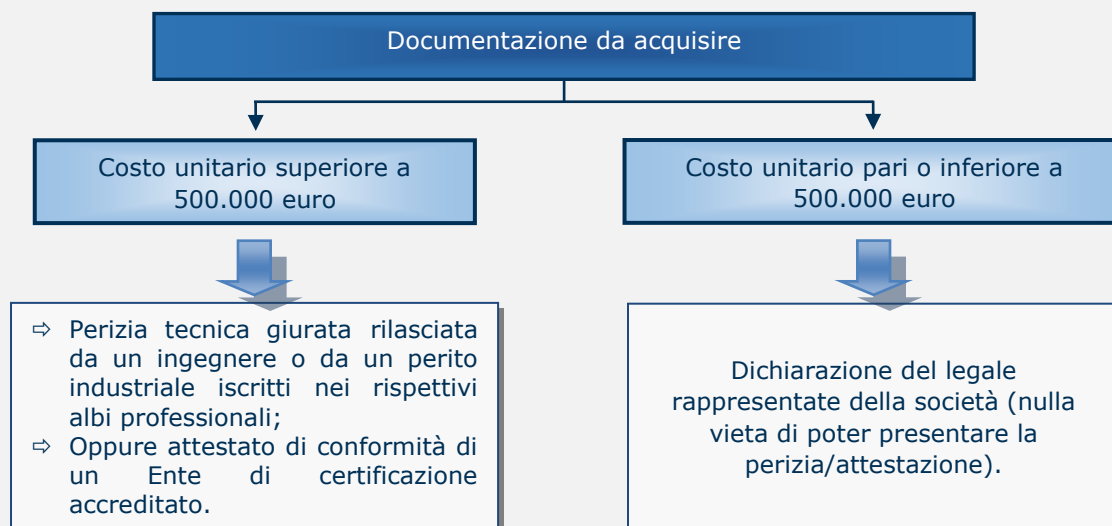 Documentazione da acquisire
Costo unitario superiore a
500.000 euro
Costo unitario pari o inferiore a
500.000 euro
⇨ Perizia tecnica giurata rilasciata
da un ingegnere o da un perito
industriale iscritti nei rispettivi
albi professionali;
⇨ Oppure attestato di conformità di
un Ente di certificazione
accreditato.
Dichiarazione del legale
rappresentate della società (nulla
vieta di poter presentare la
perizia/attestazione).